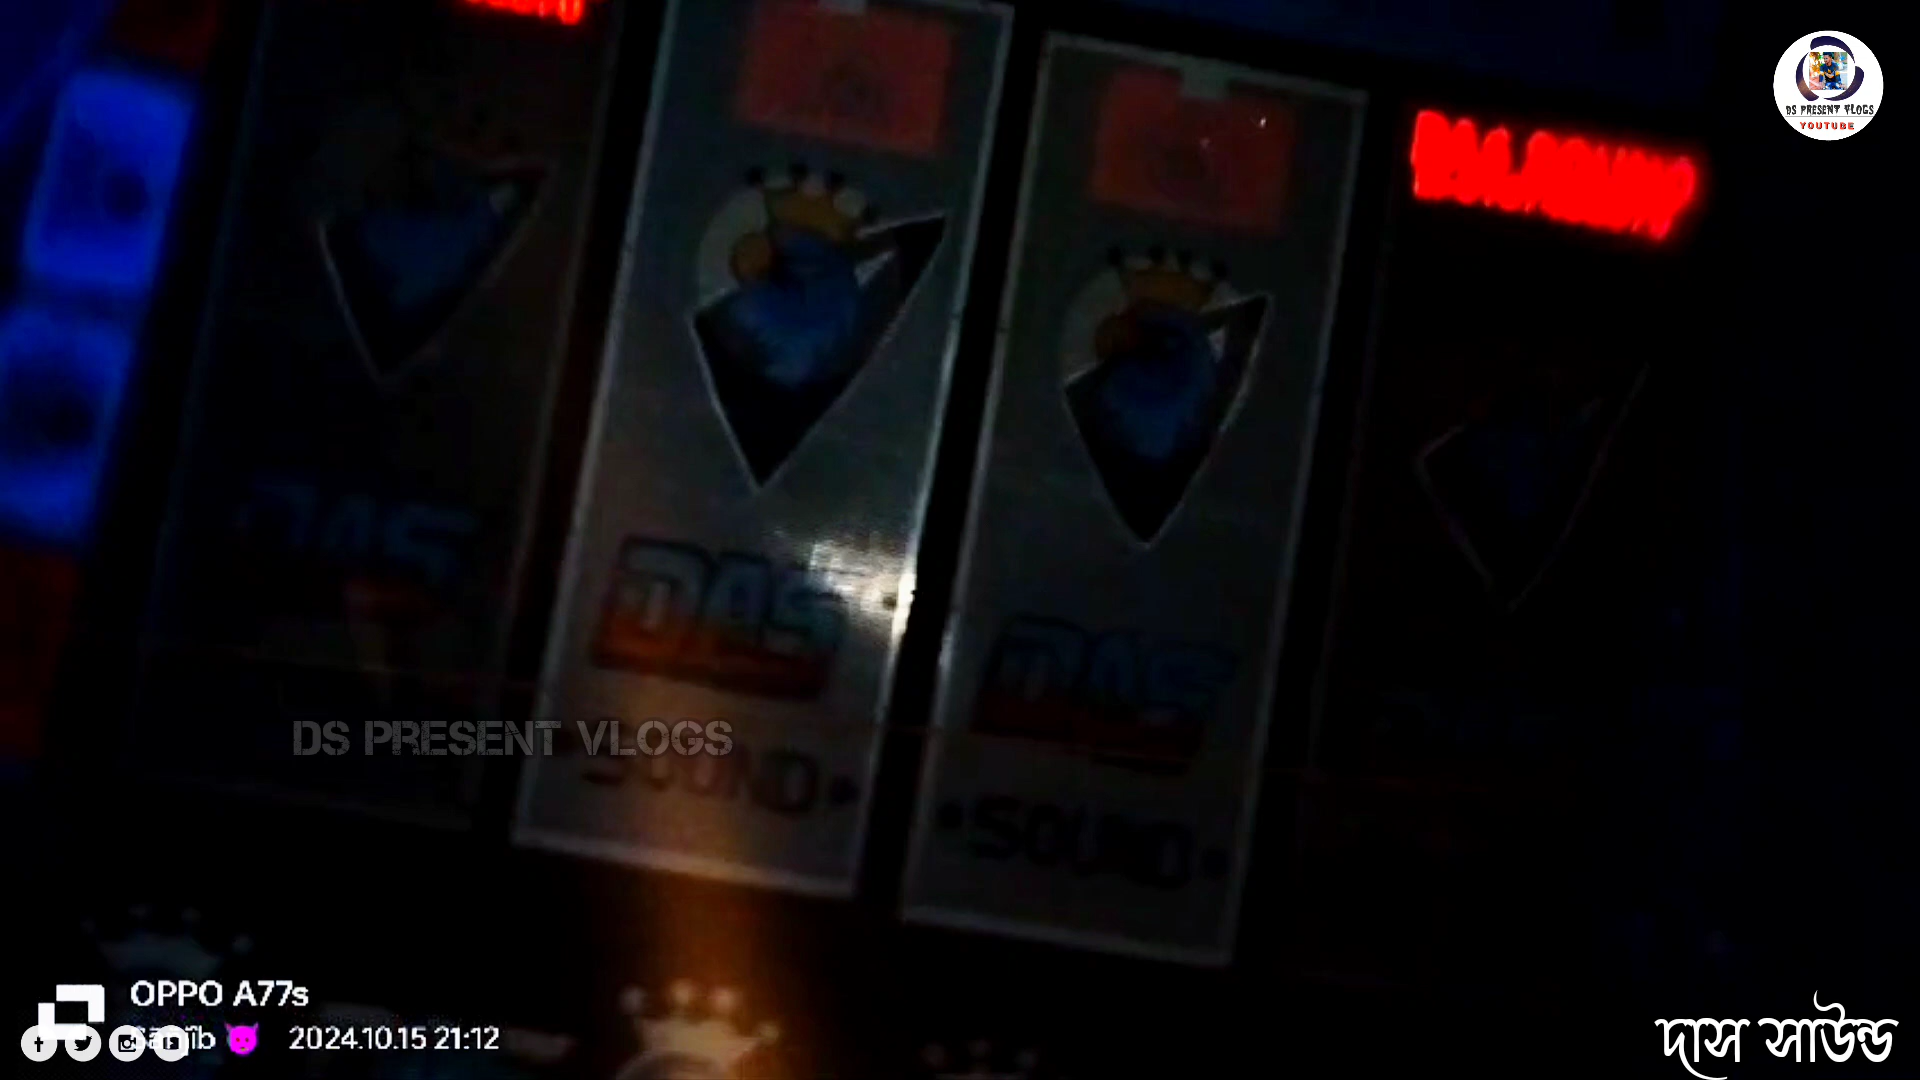 DS PRESENT VLOGS
YOUTUBE
DAS
DAS
DAS
SOUND
•SOUND•
DS PRESENT VLOGS
OPPO A77s
2024.10.15 21:12
দাস সাউন্ড